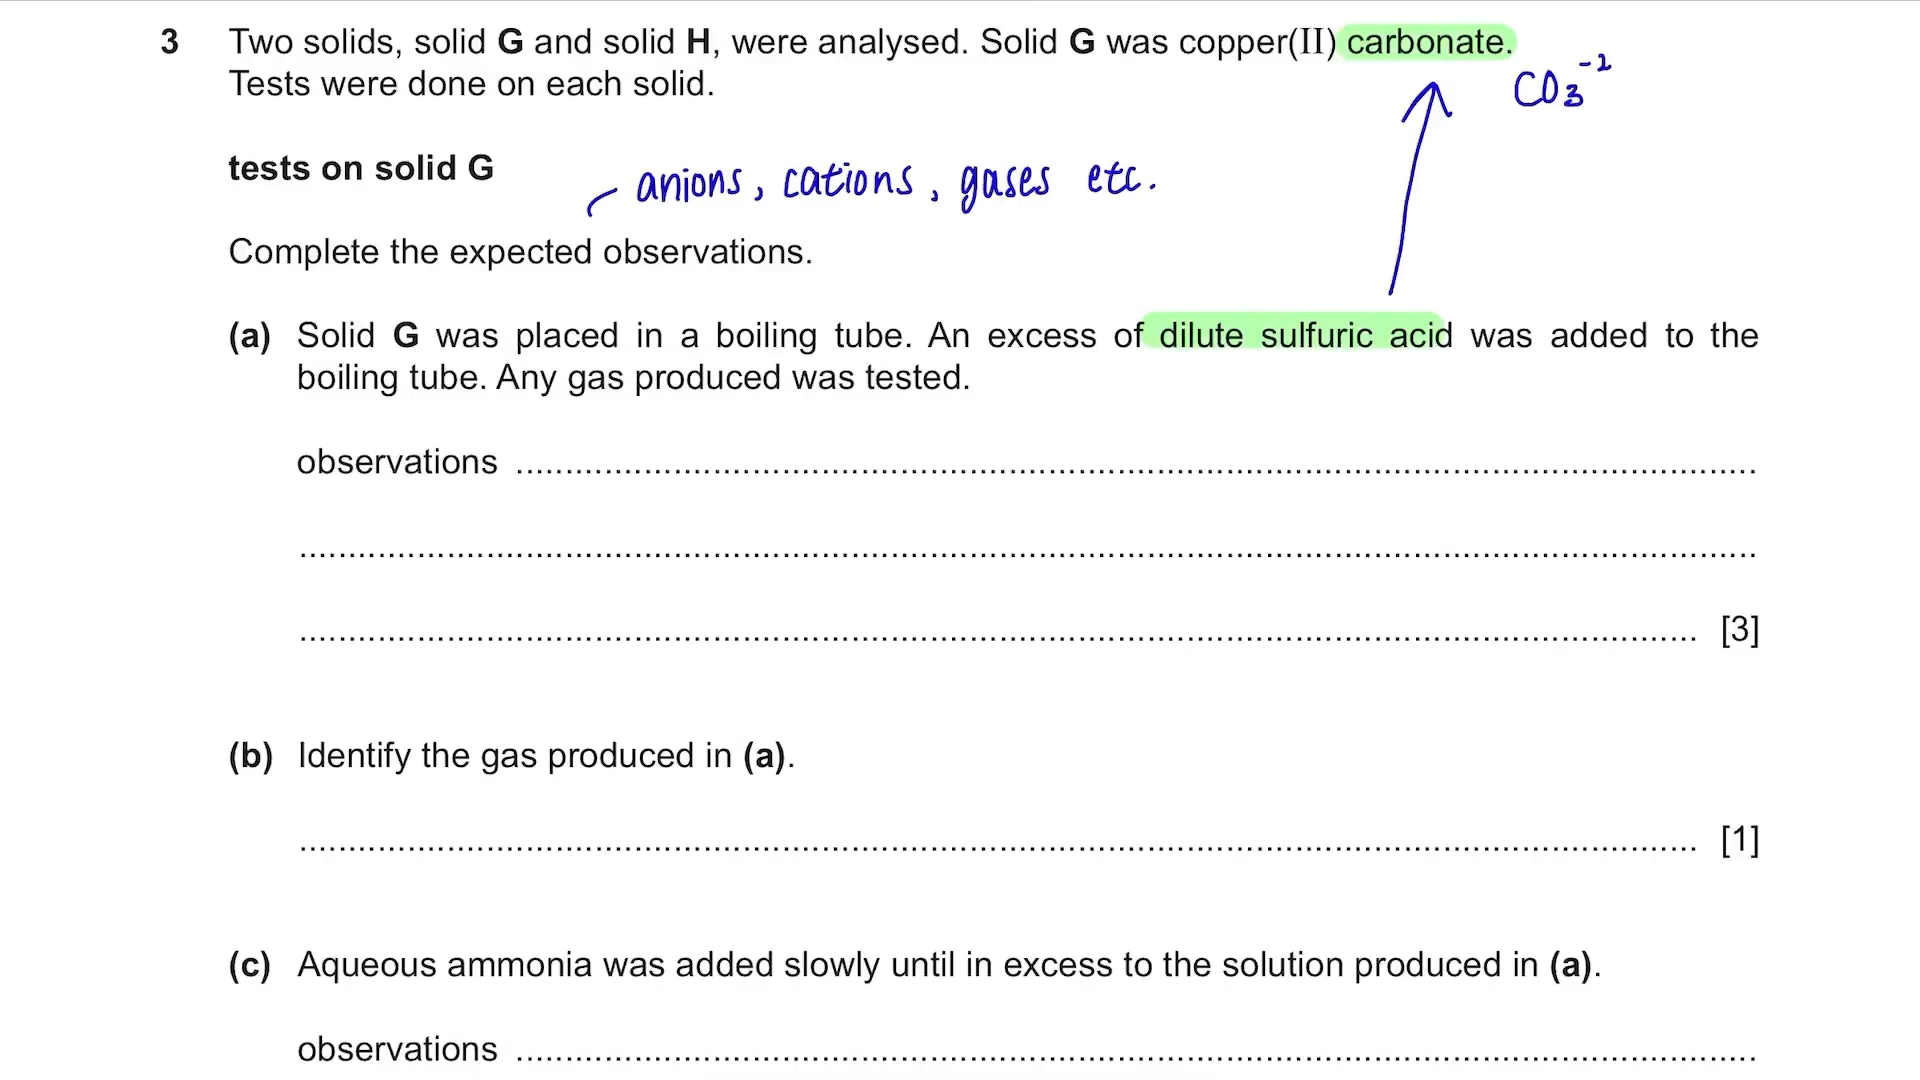 3 Two solids, solid G and solid H, were analysed. Solid G was copper(II) carbonate.
CO₃⁻²
Tests were done on each solid.
tests on solid G
anions, cations, gases etc.
Complete the expected observations.
(a) Solid G was placed in a boiling tube. An excess of dilute sulfuric acid was added to the
boiling tube. Any gas produced was tested.
observations ....................................................................................................
....................................................................................................
.................................................................................................... [3]
(b) Identify the gas produced in (a).
.................................................................................................... [1]
(c) Aqueous ammonia was added slowly until in excess to the solution produced in (a).
observations ....................................................................................................